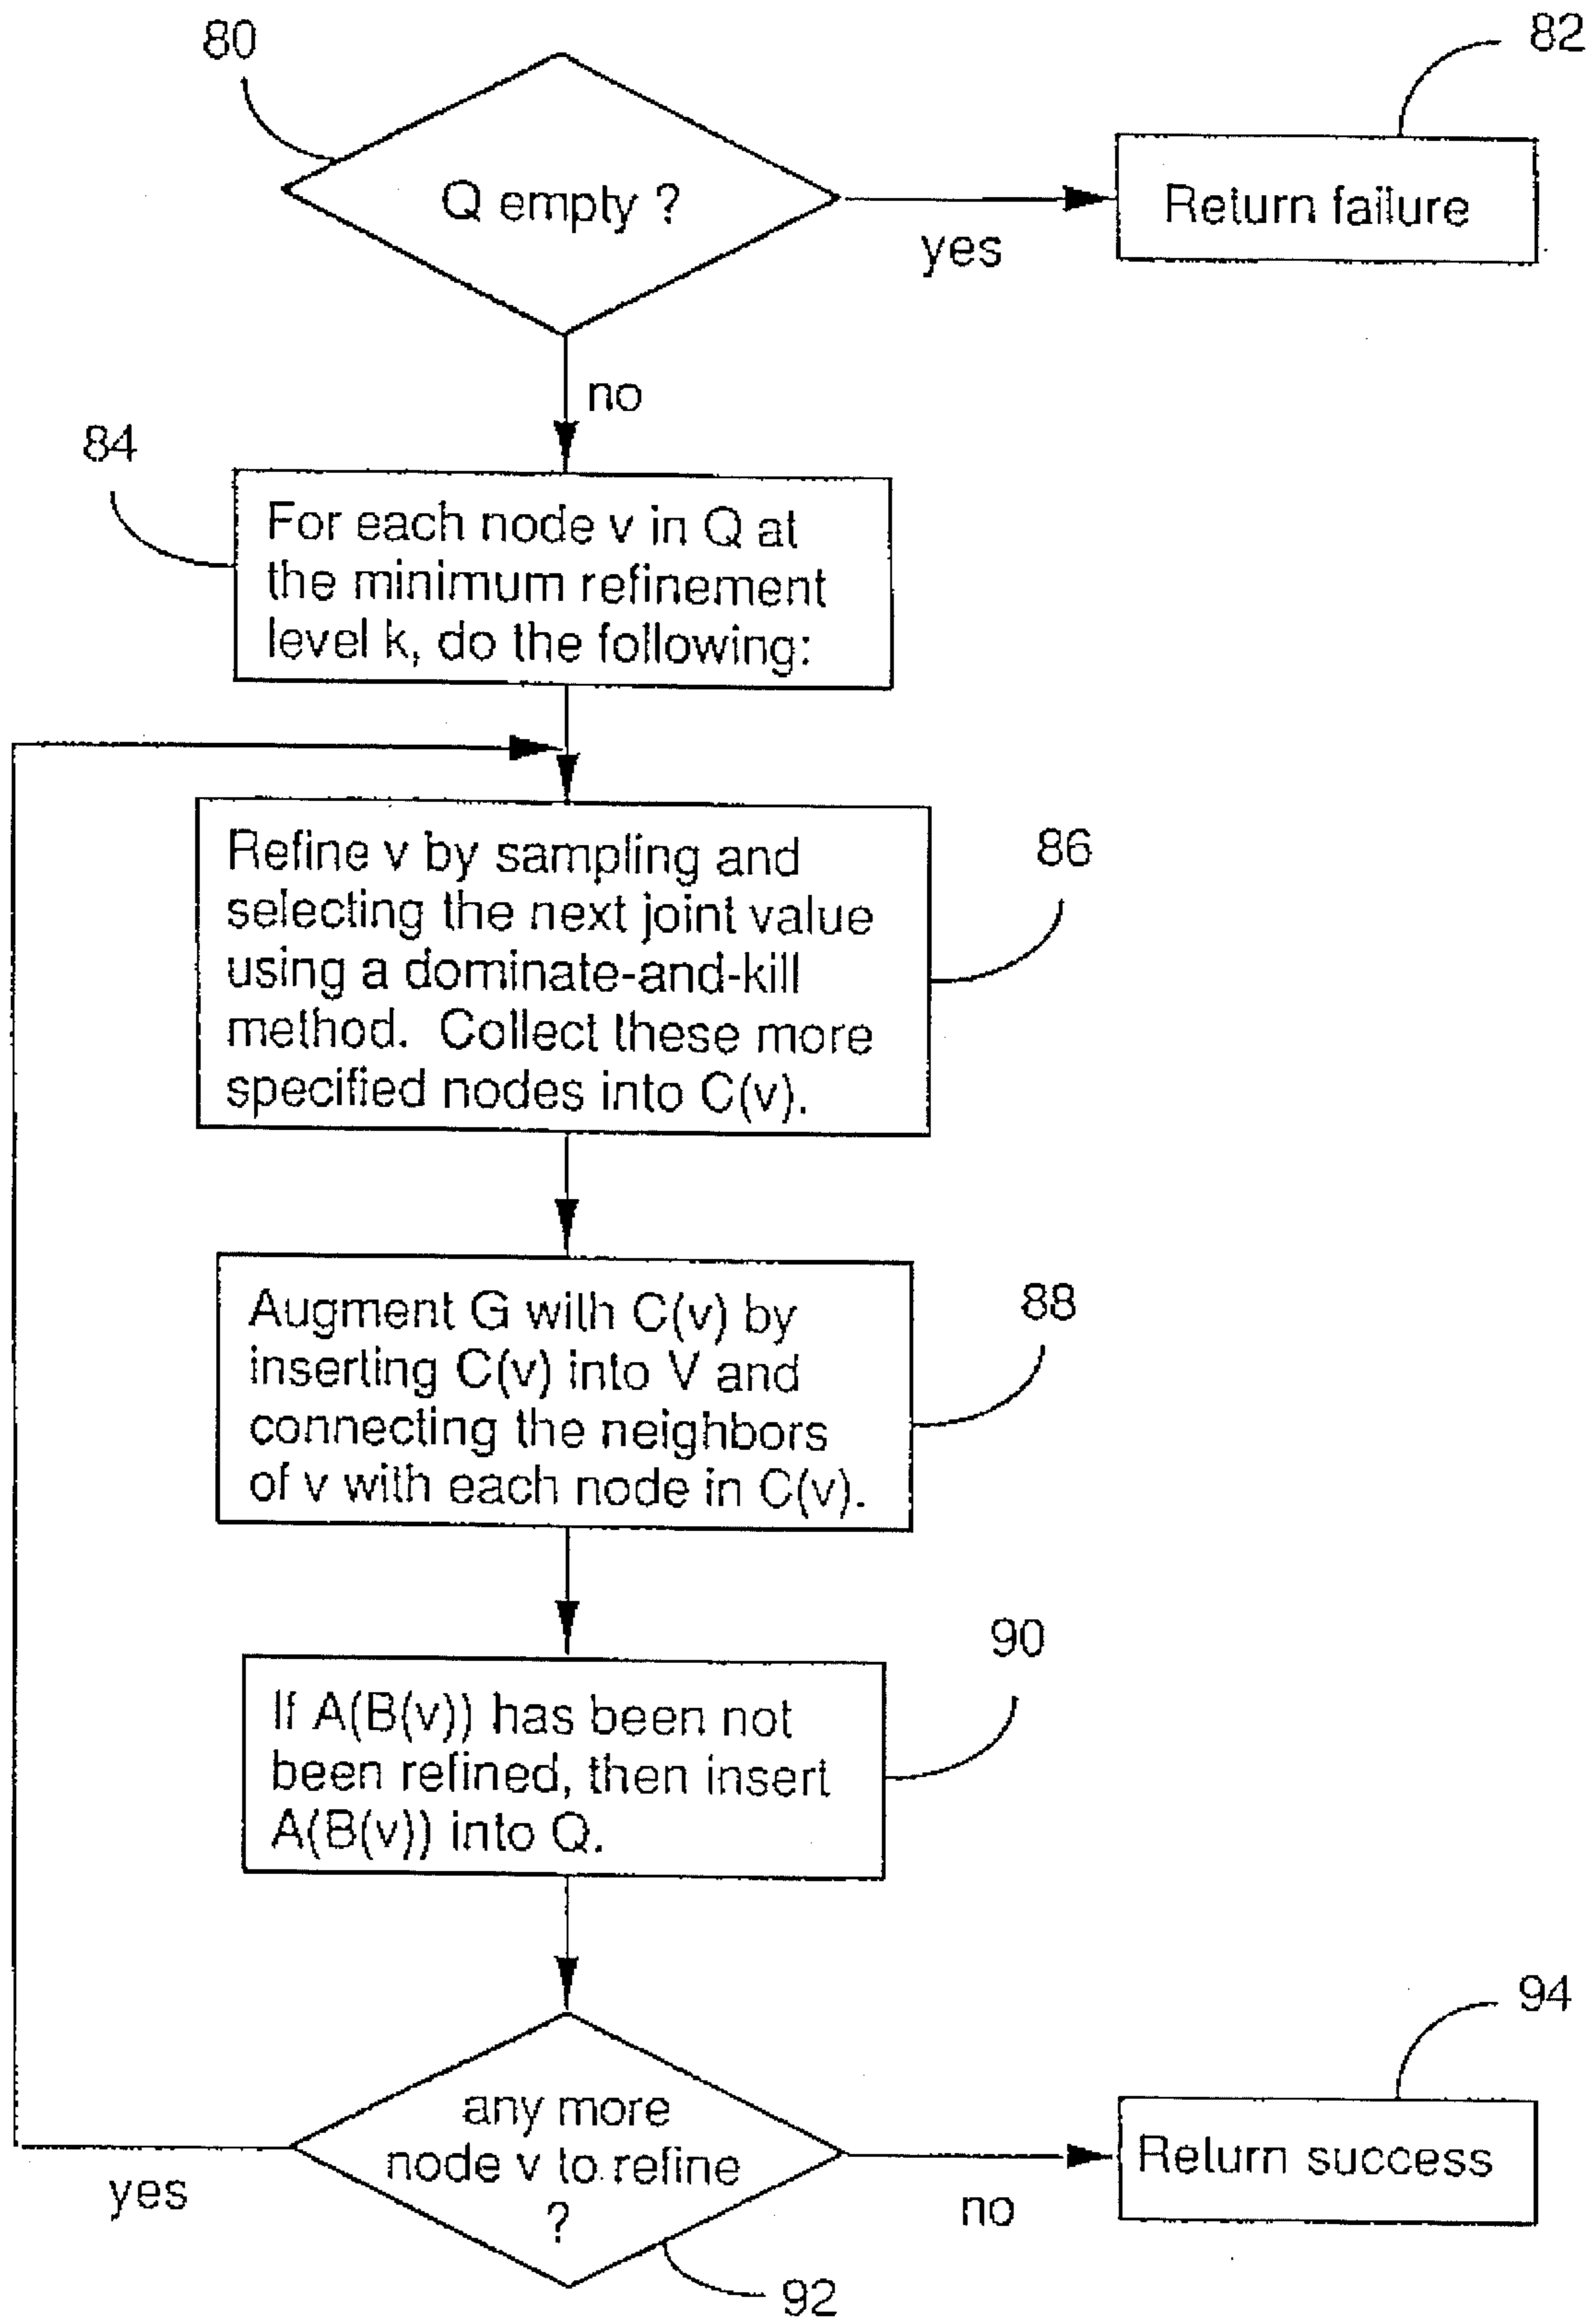 80
82
Q empty ?
Return failure
yes
no
84
For each node v in Q at
the minimum refinement
level k, do the following:
Refine v by sampling and
selecting the next joint value
using a dominate-and-kill
method. Collect these more
specified nodes into C(v).
86
Augment G with C(v) by
inserting C(v) into V and
connecting the neighbors
of v with each node in C(v).
88
90
If A(B(v)) has been not
been refined, then insert
A(B(v)) into Q.
94
any more
node v to refine
?
Return success
yes
no
92